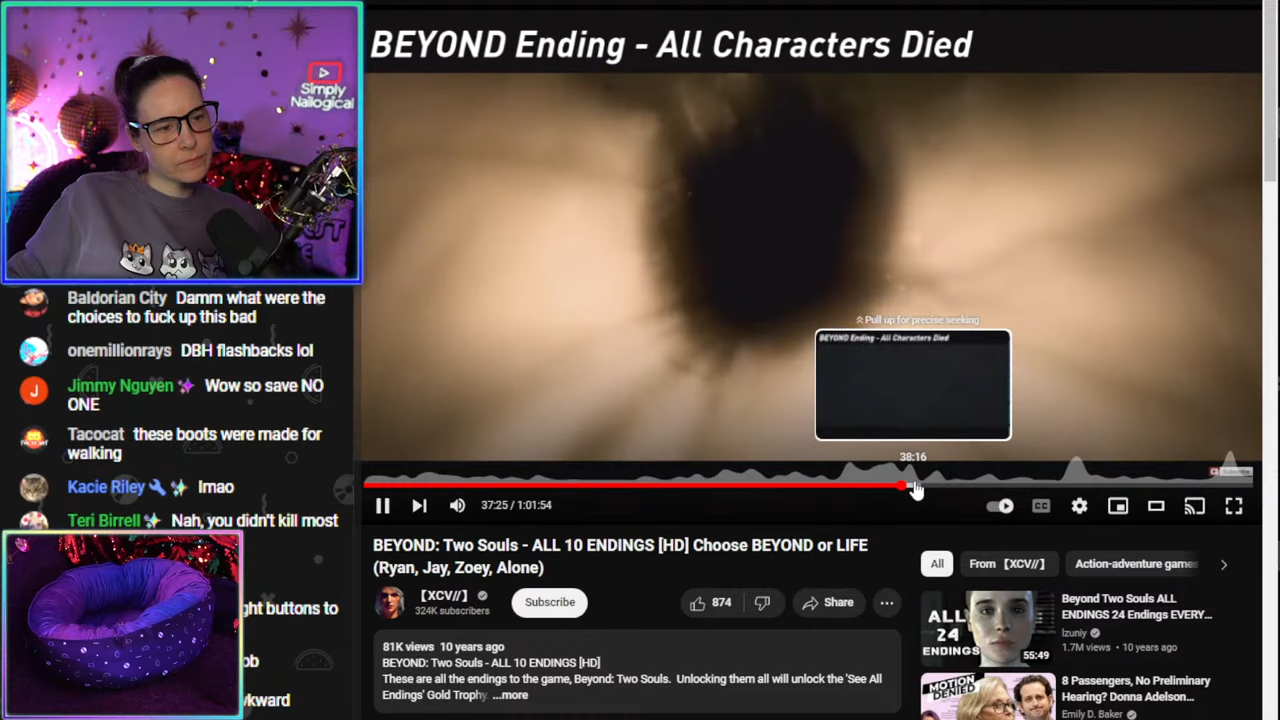 Simply
Nailogical
Baldorian City Damm what were the
choices to fuck up this bad
onemillionrays DBH flashbacks lol
Jimmy Nguyen Wow so save NO
ONE
Tacocat these boots were made for
walking
Kacie Riley lmao
Teri Birrell Nah, you didn't kill most
ght buttons to
ob
kward
BEYOND Ending - All Characters Died
Pull up for precise seeking
BEYOND Ending - All Characters Died
38:16
Subscribe
37:25 / 1:01:54
CC
BEYOND: Two Souls - ALL 10 ENDINGS [HD] Choose BEYOND or LIFE
(Ryan, Jay, Zoey, Alone)
【XCV//】
324K subscribers
Subscribe
874
Share
81K views 10 years ago
BEYOND: Two Souls - ALL 10 ENDINGS [HD]
These are all the endings to the game, Beyond: Two Souls. Unlocking them all will unlock the 'See All
Endings' Gold Trophy. ...more
All
From 【XCV//】
Action-adventure games
ALL
24
ENDINGS
55:49
Beyond Two Souls ALL
ENDINGS 24 Endings EVERY...
Izuniy
1.7M views • 10 years ago
MOTION
DENIED
8 Passengers, No Preliminary
Hearing? Donna Adelson...
Emily D. Baker